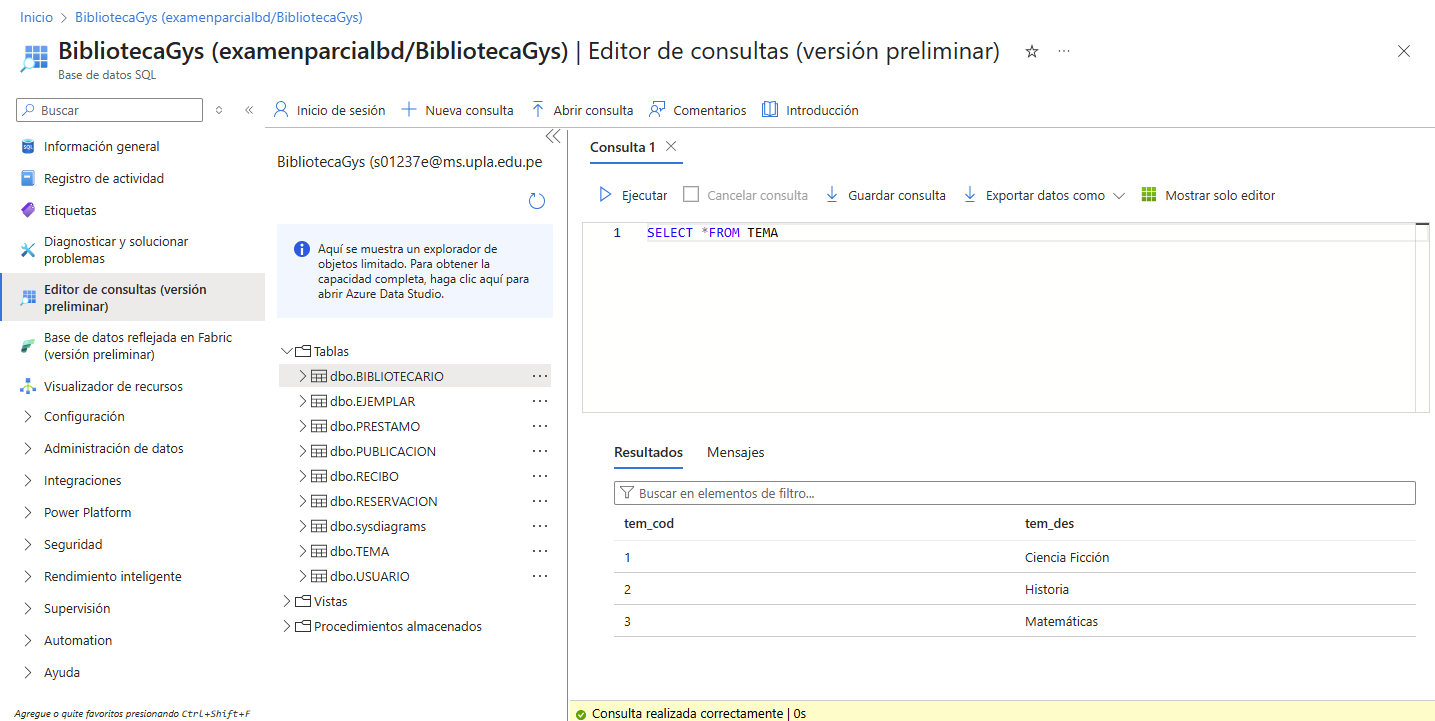 Inicio > BibliotecaGys (examenparcialbd/BibliotecaGys)
BibliotecaGys (examenparcialbd/BibliotecaGys) | Editor de consultas (versión preliminar)
Base de datos SQL
Buscar
Información general
Registro de actividad
Etiquetas
Diagnosticar y solucionar
problemas
Editor de consultas (versión
preliminar)
Base de datos reflejada en Fabric
(versión preliminar)
Visualizador de recursos
Configuración
Administración de datos
Integraciones
Power Platform
Seguridad
Rendimiento inteligente
Supervisión
Automation
Ayuda
Agregue o quite favoritos presionando Ctrl+Shift+F
Inicio de sesión
Nueva consulta
Abrir consulta
Comentarios
Introducción
BibliotecaGys (s01237e@ms.upla.edu.pe
Aquí se muestra un explorador de
objetos limitado. Para obtener la
capacidad completa, haga clic aquí para
abrir Azure Data Studio.
Tablas
dbo.BIBLIOTECARIO
dbo.EJEMPLAR
dbo.PRESTAMO
dbo.PUBLICACION
dbo.RECIBO
dbo.RESERVACION
dbo.sysdiagrams
dbo.TEMA
dbo.USUARIO
Vistas
Procedimientos almacenados
Consulta 1
Ejecutar
Cancelar consulta
Guardar consulta
Exportar datos como
Mostrar solo editor
1 SELECT *FROM TEMA
Resultados
Mensajes
Buscar en elementos de filtro...
tem_cod tem_des
1 Ciencia Ficción
2 Historia
3 Matemáticas
Consulta realizada correctamente | 0s